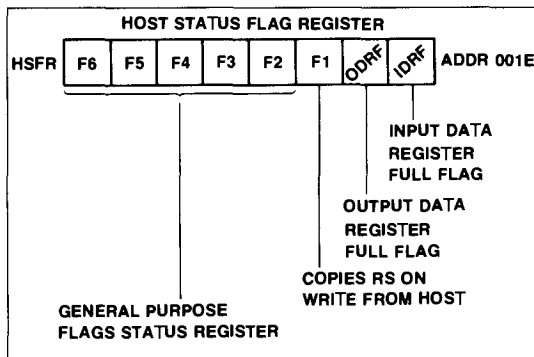 HOST STATUS FLAG REGISTER
HSFR F6 F5 F4 F3 F2 F1 ODRF IDRF ADDR 001E
INPUT DATA
REGISTER
FULL FLAG
OUTPUT DATA
REGISTER
FULL FLAG
COPIES RS ON
WRITE FROM HOST
GENERAL PURPOSE
FLAGS STATUS REGISTER